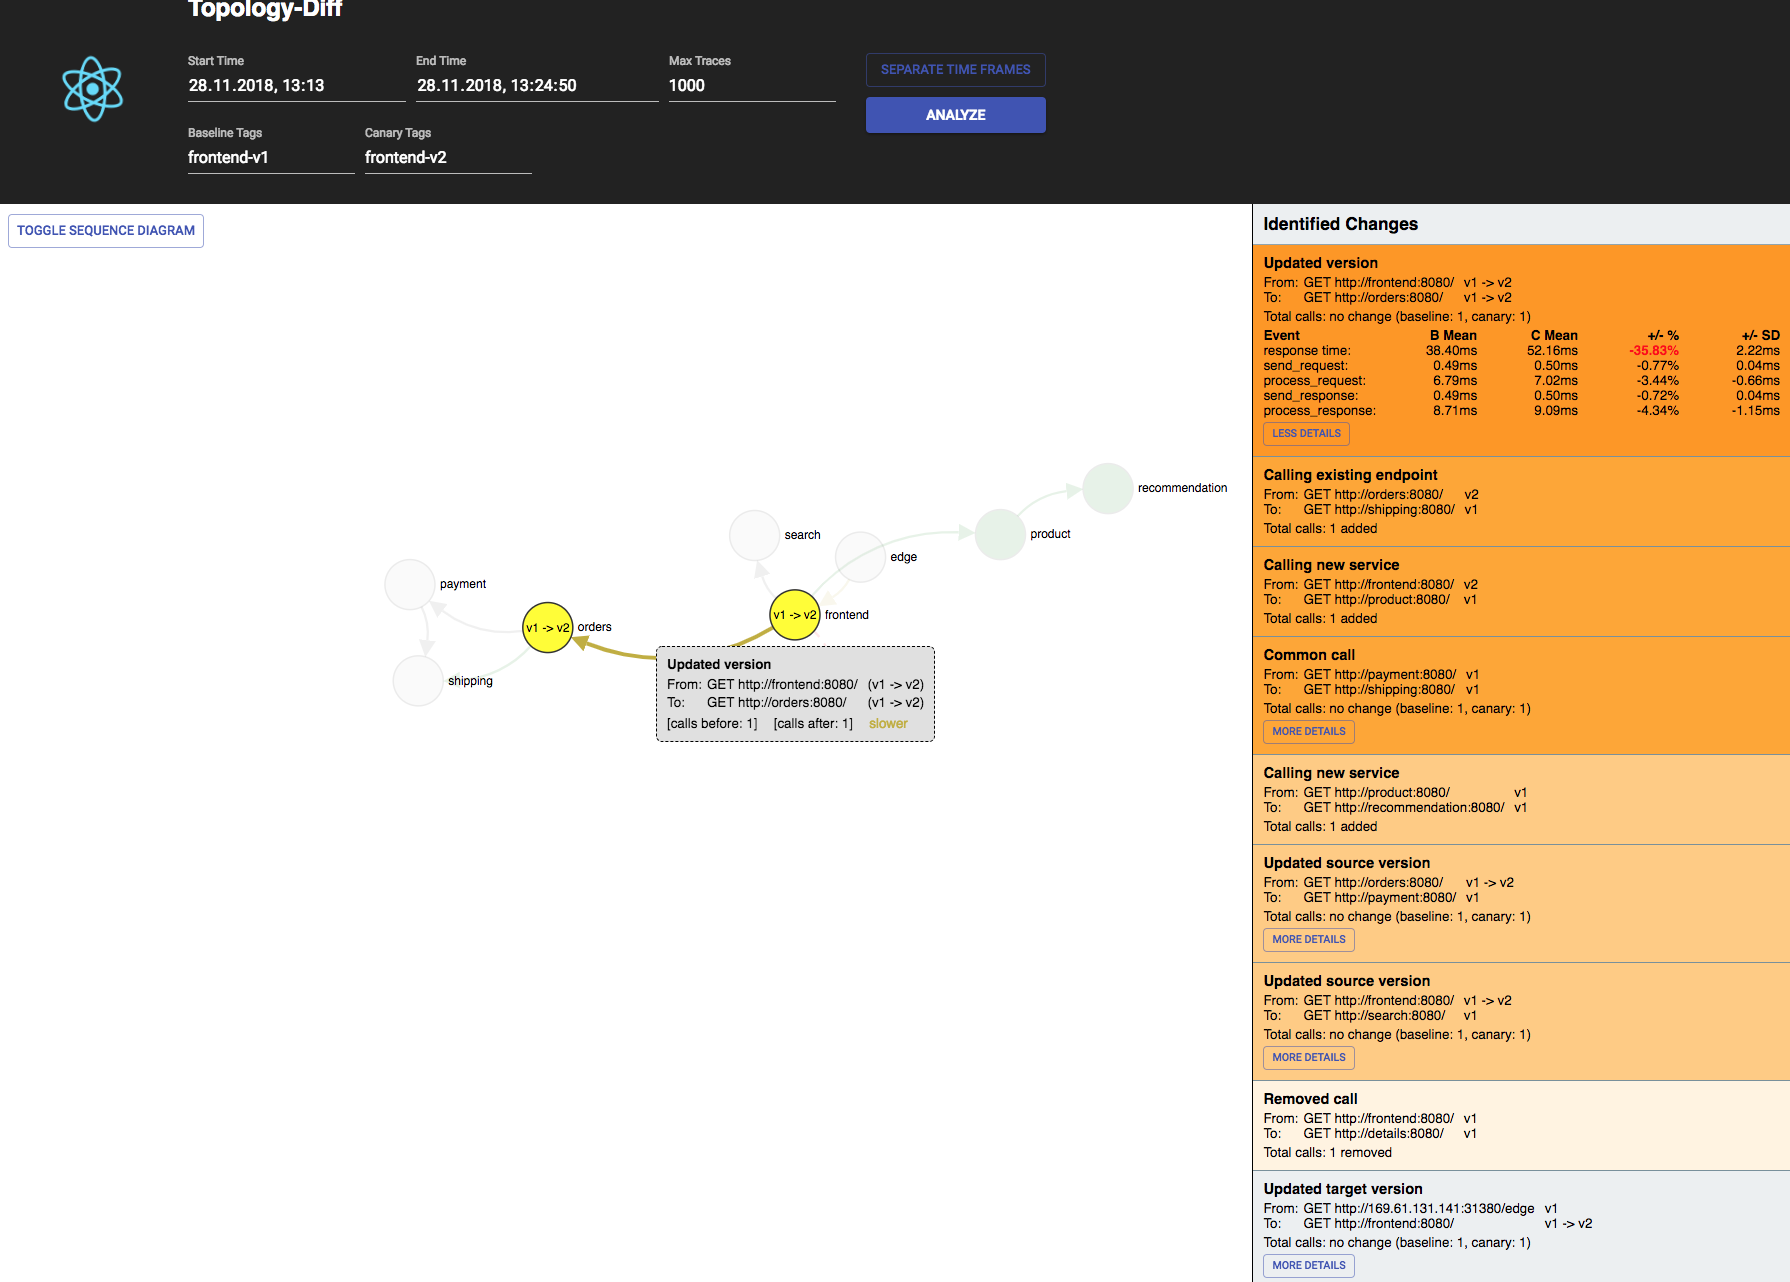 Topology-Diff
Start Time
28.11.2018, 13:13
End Time
28.11.2018, 13:24:50
Max Traces
1000
SEPARATE TIME FRAMES
ANALYZE
Baseline Tags
frontend-v1
Canary Tags
frontend-v2
TOGGLE SEQUENCE DIAGRAM
recommendation
search
product
edge
payment
v1 -> v2 frontend
v1 -> v2 orders
shipping
Updated version
From: GET http://frontend:8080/ (v1 -> v2)
To: GET http://orders:8080/ (v1 -> v2)
[calls before: 1] [calls after: 1] slower
Identified Changes
Updated version
From: GET http://frontend:8080/ v1 -> v2
To: GET http://orders:8080/ v1 -> v2
Total calls: no change (baseline: 1, canary: 1)
Event B Mean C Mean +/- % +/- SD
response time: 38.40ms 52.16ms -35.83% 2.22ms
send_request: 0.49ms 0.50ms -0.77% 0.04ms
process_request: 6.79ms 7.02ms -3.44% -0.66ms
send_response: 0.49ms 0.50ms -0.72% 0.04ms
process_response: 8.71ms 9.09ms -4.34% -1.15ms
LESS DETAILS
Calling existing endpoint
From: GET http://orders:8080/ v2
To: GET http://shipping:8080/ v1
Total calls: 1 added
Calling new service
From: GET http://frontend:8080/ v2
To: GET http://product:8080/ v1
Total calls: 1 added
Common call
From: GET http://payment:8080/ v1
To: GET http://shipping:8080/ v1
Total calls: no change (baseline: 1, canary: 1)
MORE DETAILS
Calling new service
From: GET http://product:8080/ v1
To: GET http://recommendation:8080/ v1
Total calls: 1 added
Updated source version
From: GET http://orders:8080/ v1 -> v2
To: GET http://payment:8080/ v1
Total calls: no change (baseline: 1, canary: 1)
MORE DETAILS
Updated source version
From: GET http://frontend:8080/ v1 -> v2
To: GET http://search:8080/ v1
Total calls: no change (baseline: 1, canary: 1)
MORE DETAILS
Removed call
From: GET http://frontend:8080/ v1
To: GET http://details:8080/ v1
Total calls: 1 removed
Updated target version
From: GET http://169.61.131.141:31380/edge v1
To: GET http://frontend:8080/ v1 -> v2
Total calls: no change (baseline: 1, canary: 1)
MORE DETAILS